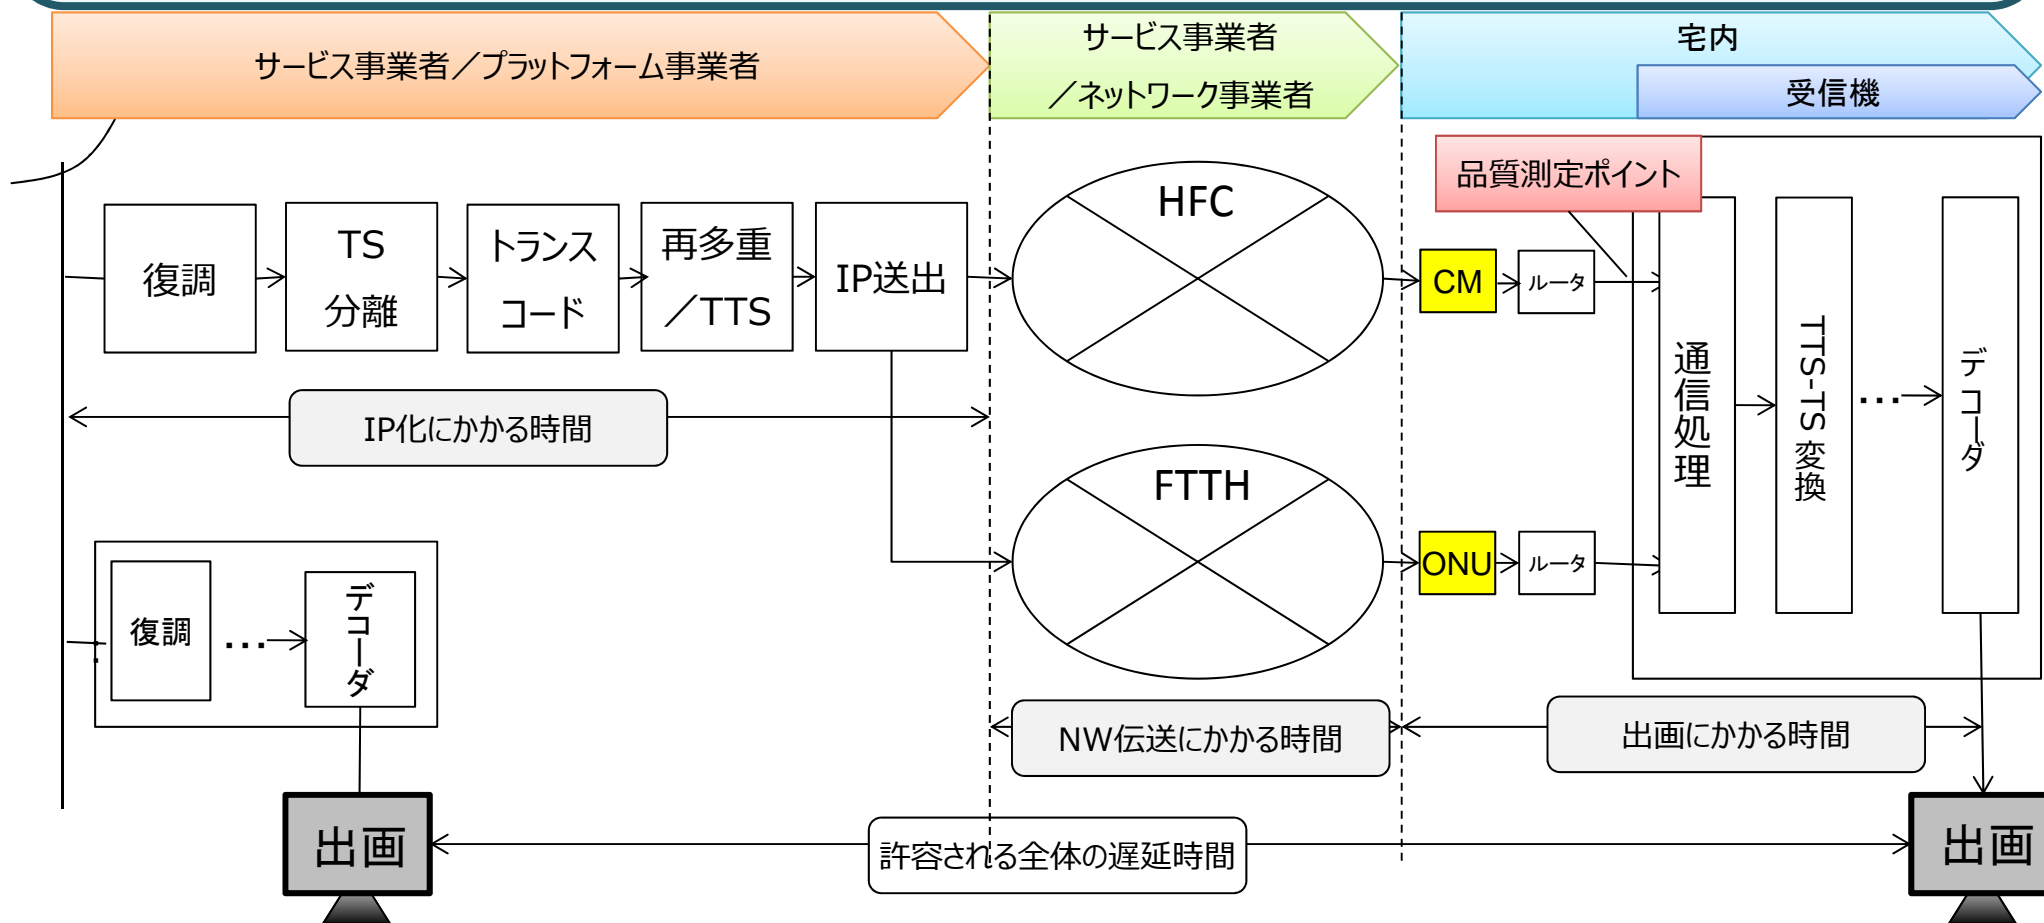 サービス事業者／プラットフォーム事業者
サービス事業者
／ネットワーク事業者
宅内
受信機
品質測定ポイント
復調
TS
分離
トランス
コード
再多重
／TTS
IP送出
HFC
CM
ルータ
通信処理
TTS-TS変換
…
デコーダ
IP化にかかる時間
FTTH
ONU
ルータ
復調
…
デコーダ
NW伝送にかかる時間
出画にかかる時間
出画
許容される全体の遅延時間
出画